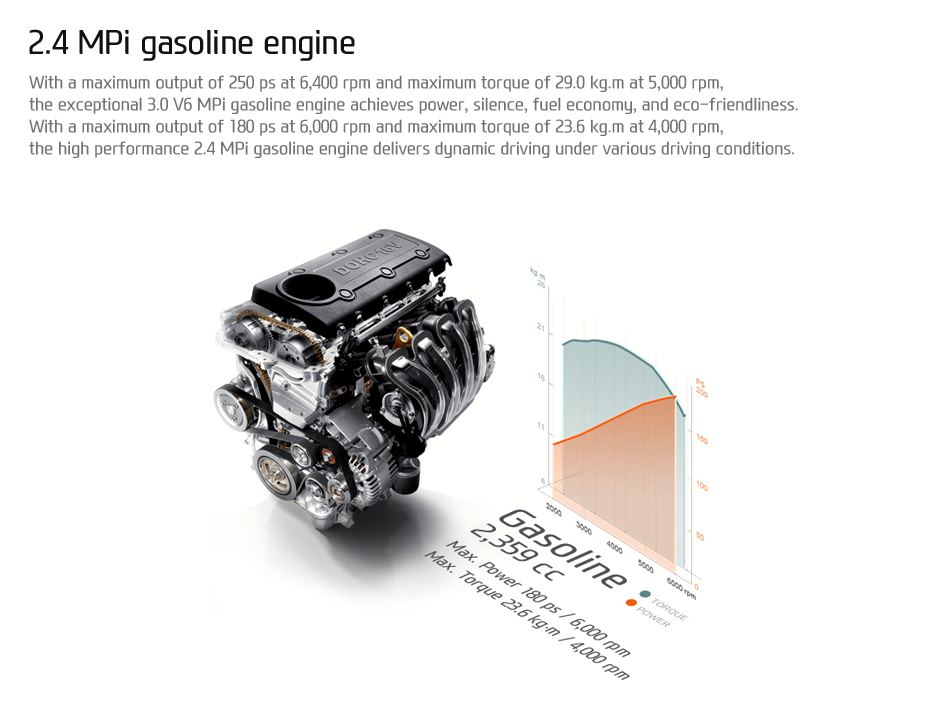 2.4 MPi gasoline engine
With a maximum output of 250 ps at 6,400 rpm and maximum torque of 29.0 kg.m at 5,000 rpm,
the exceptional 3.0 V6 MPi gasoline engine achieves power, silence, fuel economy, and eco-friendliness.
With a maximum output of 180 ps at 6,000 rpm and maximum torque of 23.6 kg.m at 4,000 rpm,
the high performance 2.4 MPi gasoline engine delivers dynamic driving under various driving conditions.
DOHC 16V
kg·m
26
21
16
11
6
PS
200
150
100
50
0
2000 3000 4000 5000 6000 rpm
Gasoline
2,359 cc
Max. Power 180 ps / 6,000 rpm
Max. Torque 23.6 kg·m / 4,000 rpm
TORQUE
POWER